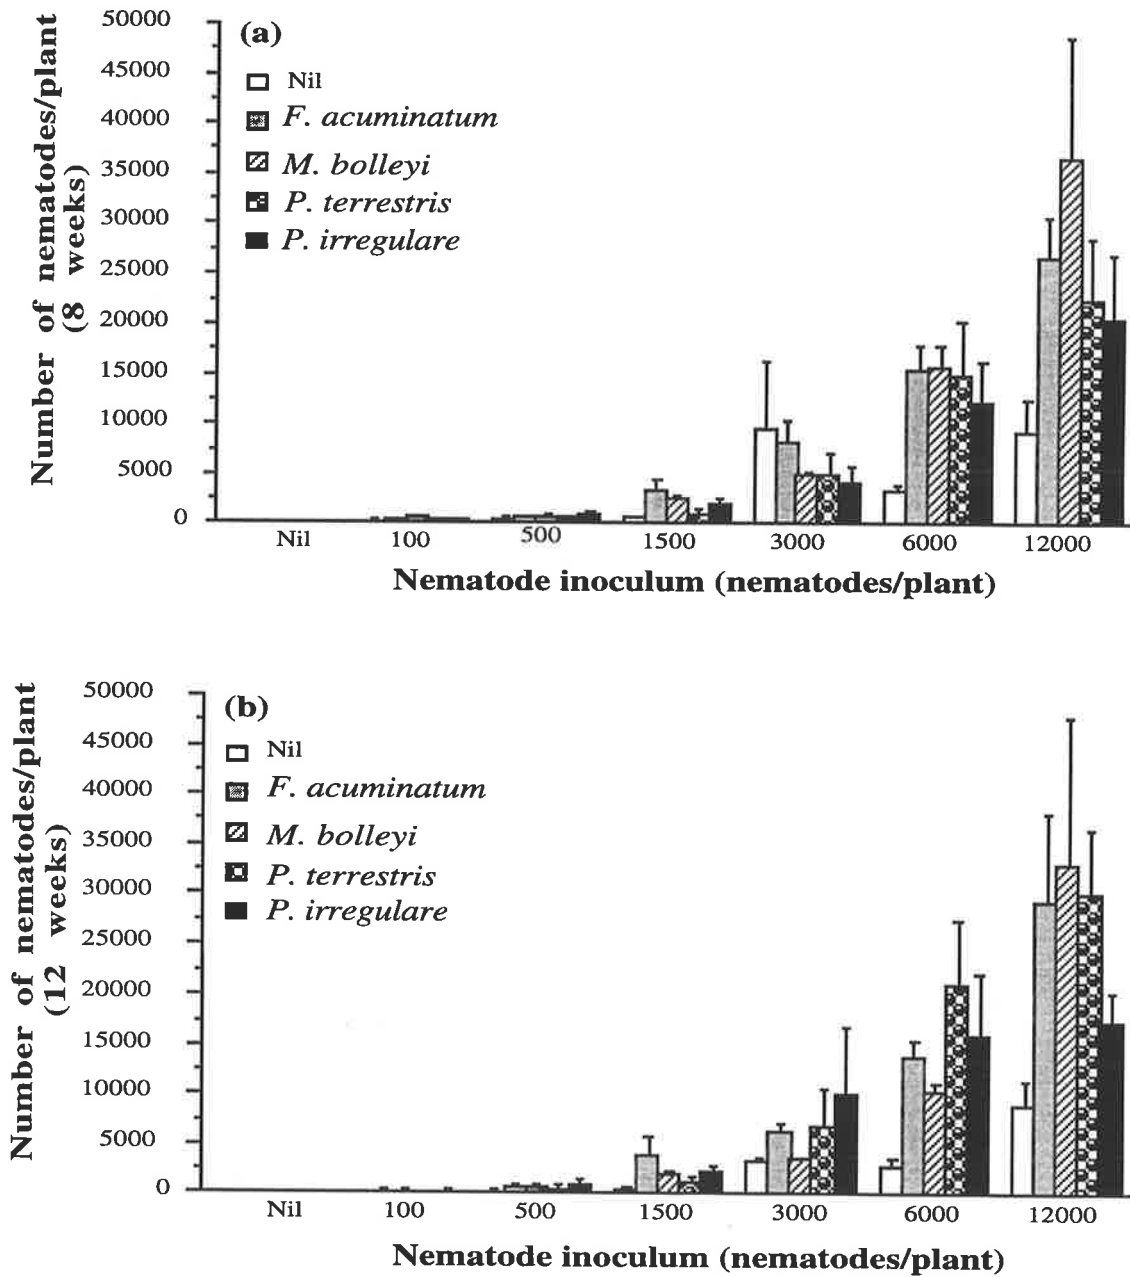 50000
45000
40000
35000
30000
25000
20000
15000
10000
5000
0
Number of nematodes/plant
(8 weeks)
(a)
Nil
F. acuminatum
M. bolleyi
P. terrestris
P. irregulare
Nil 100 500 1500 3000 6000 12000
Nematode inoculum (nematodes/plant)
50000
45000
40000
35000
30000
25000
20000
15000
10000
5000
0
Number of nematodes/plant
(12 weeks)
(b)
Nil
F. acuminatum
M. bolleyi
P. terrestris
P. irregulare
Nil 100 500 1500 3000 6000 12000
Nematode inoculum (nematodes/plant)